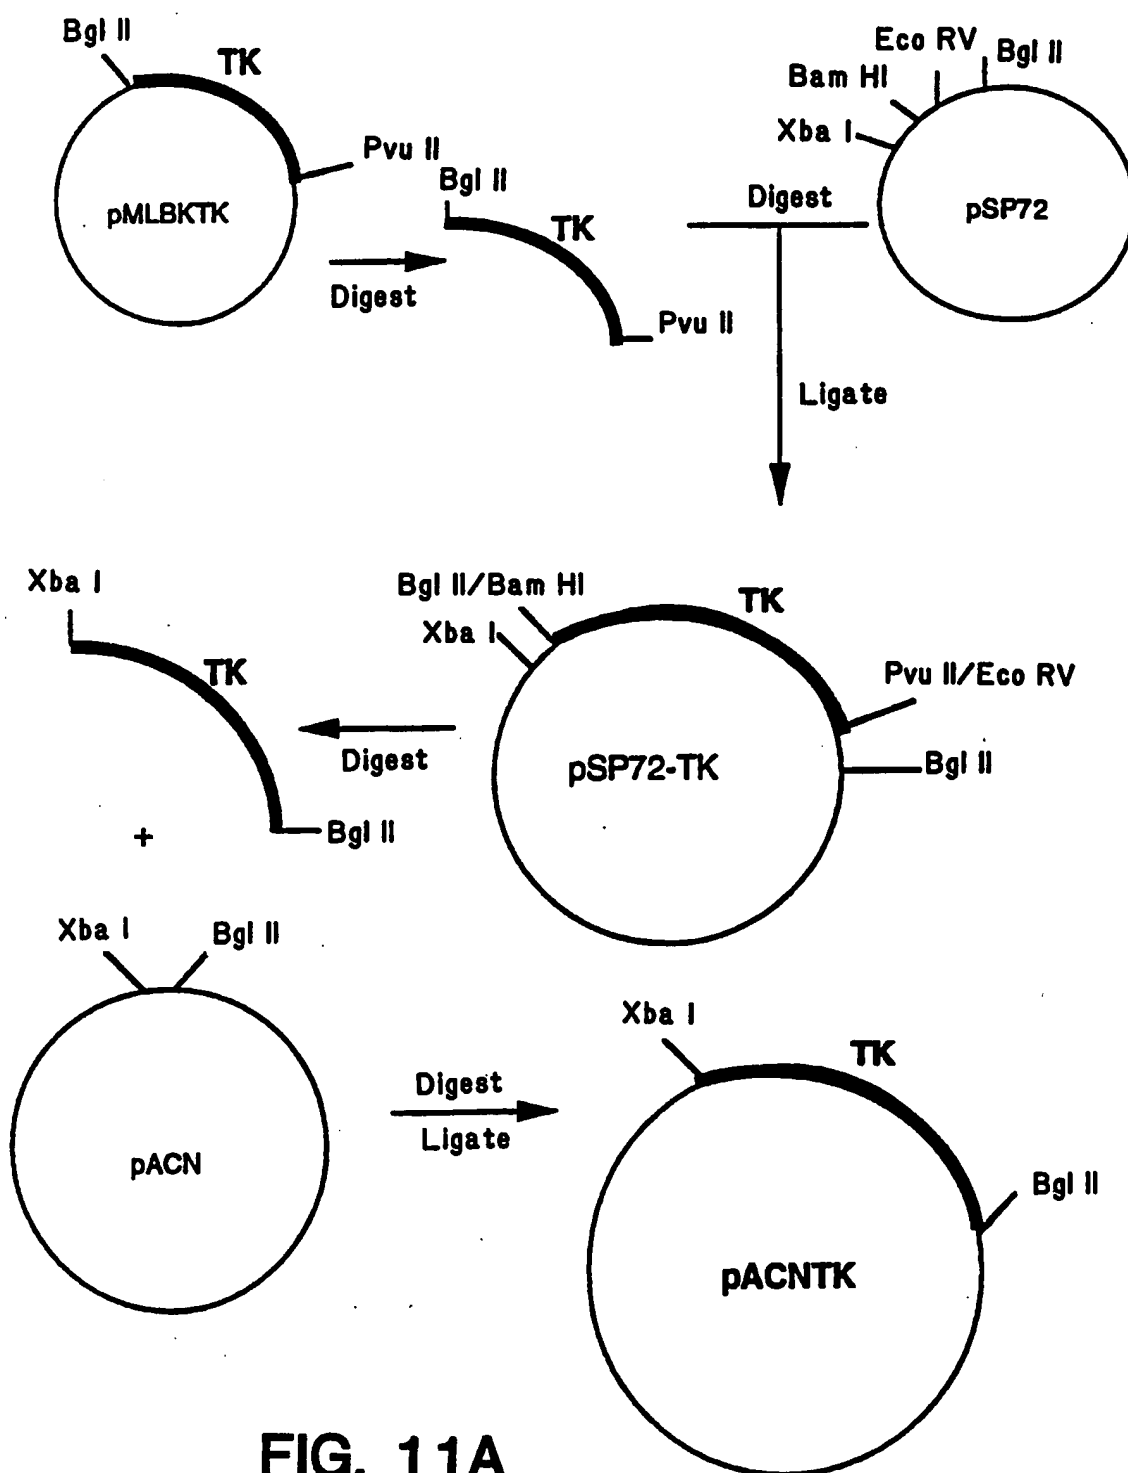 Bgl II
TK
Pvu II
pMLBKTK
Digest
Bgl II
TK
Pvu II
Eco RV
Bgl II
Bam HI
Xba I
pSP72
Digest
Ligate
Xba I
TK
Bgl II
Digest
Bgl II/Bam HI
Xba I
TK
Pvu II/Eco RV
Bgl II
pSP72-TK
+
Xba I
Bgl II
pACN
Digest
Ligate
Xba I
TK
Bgl II
pACNTK
FIG. 11A